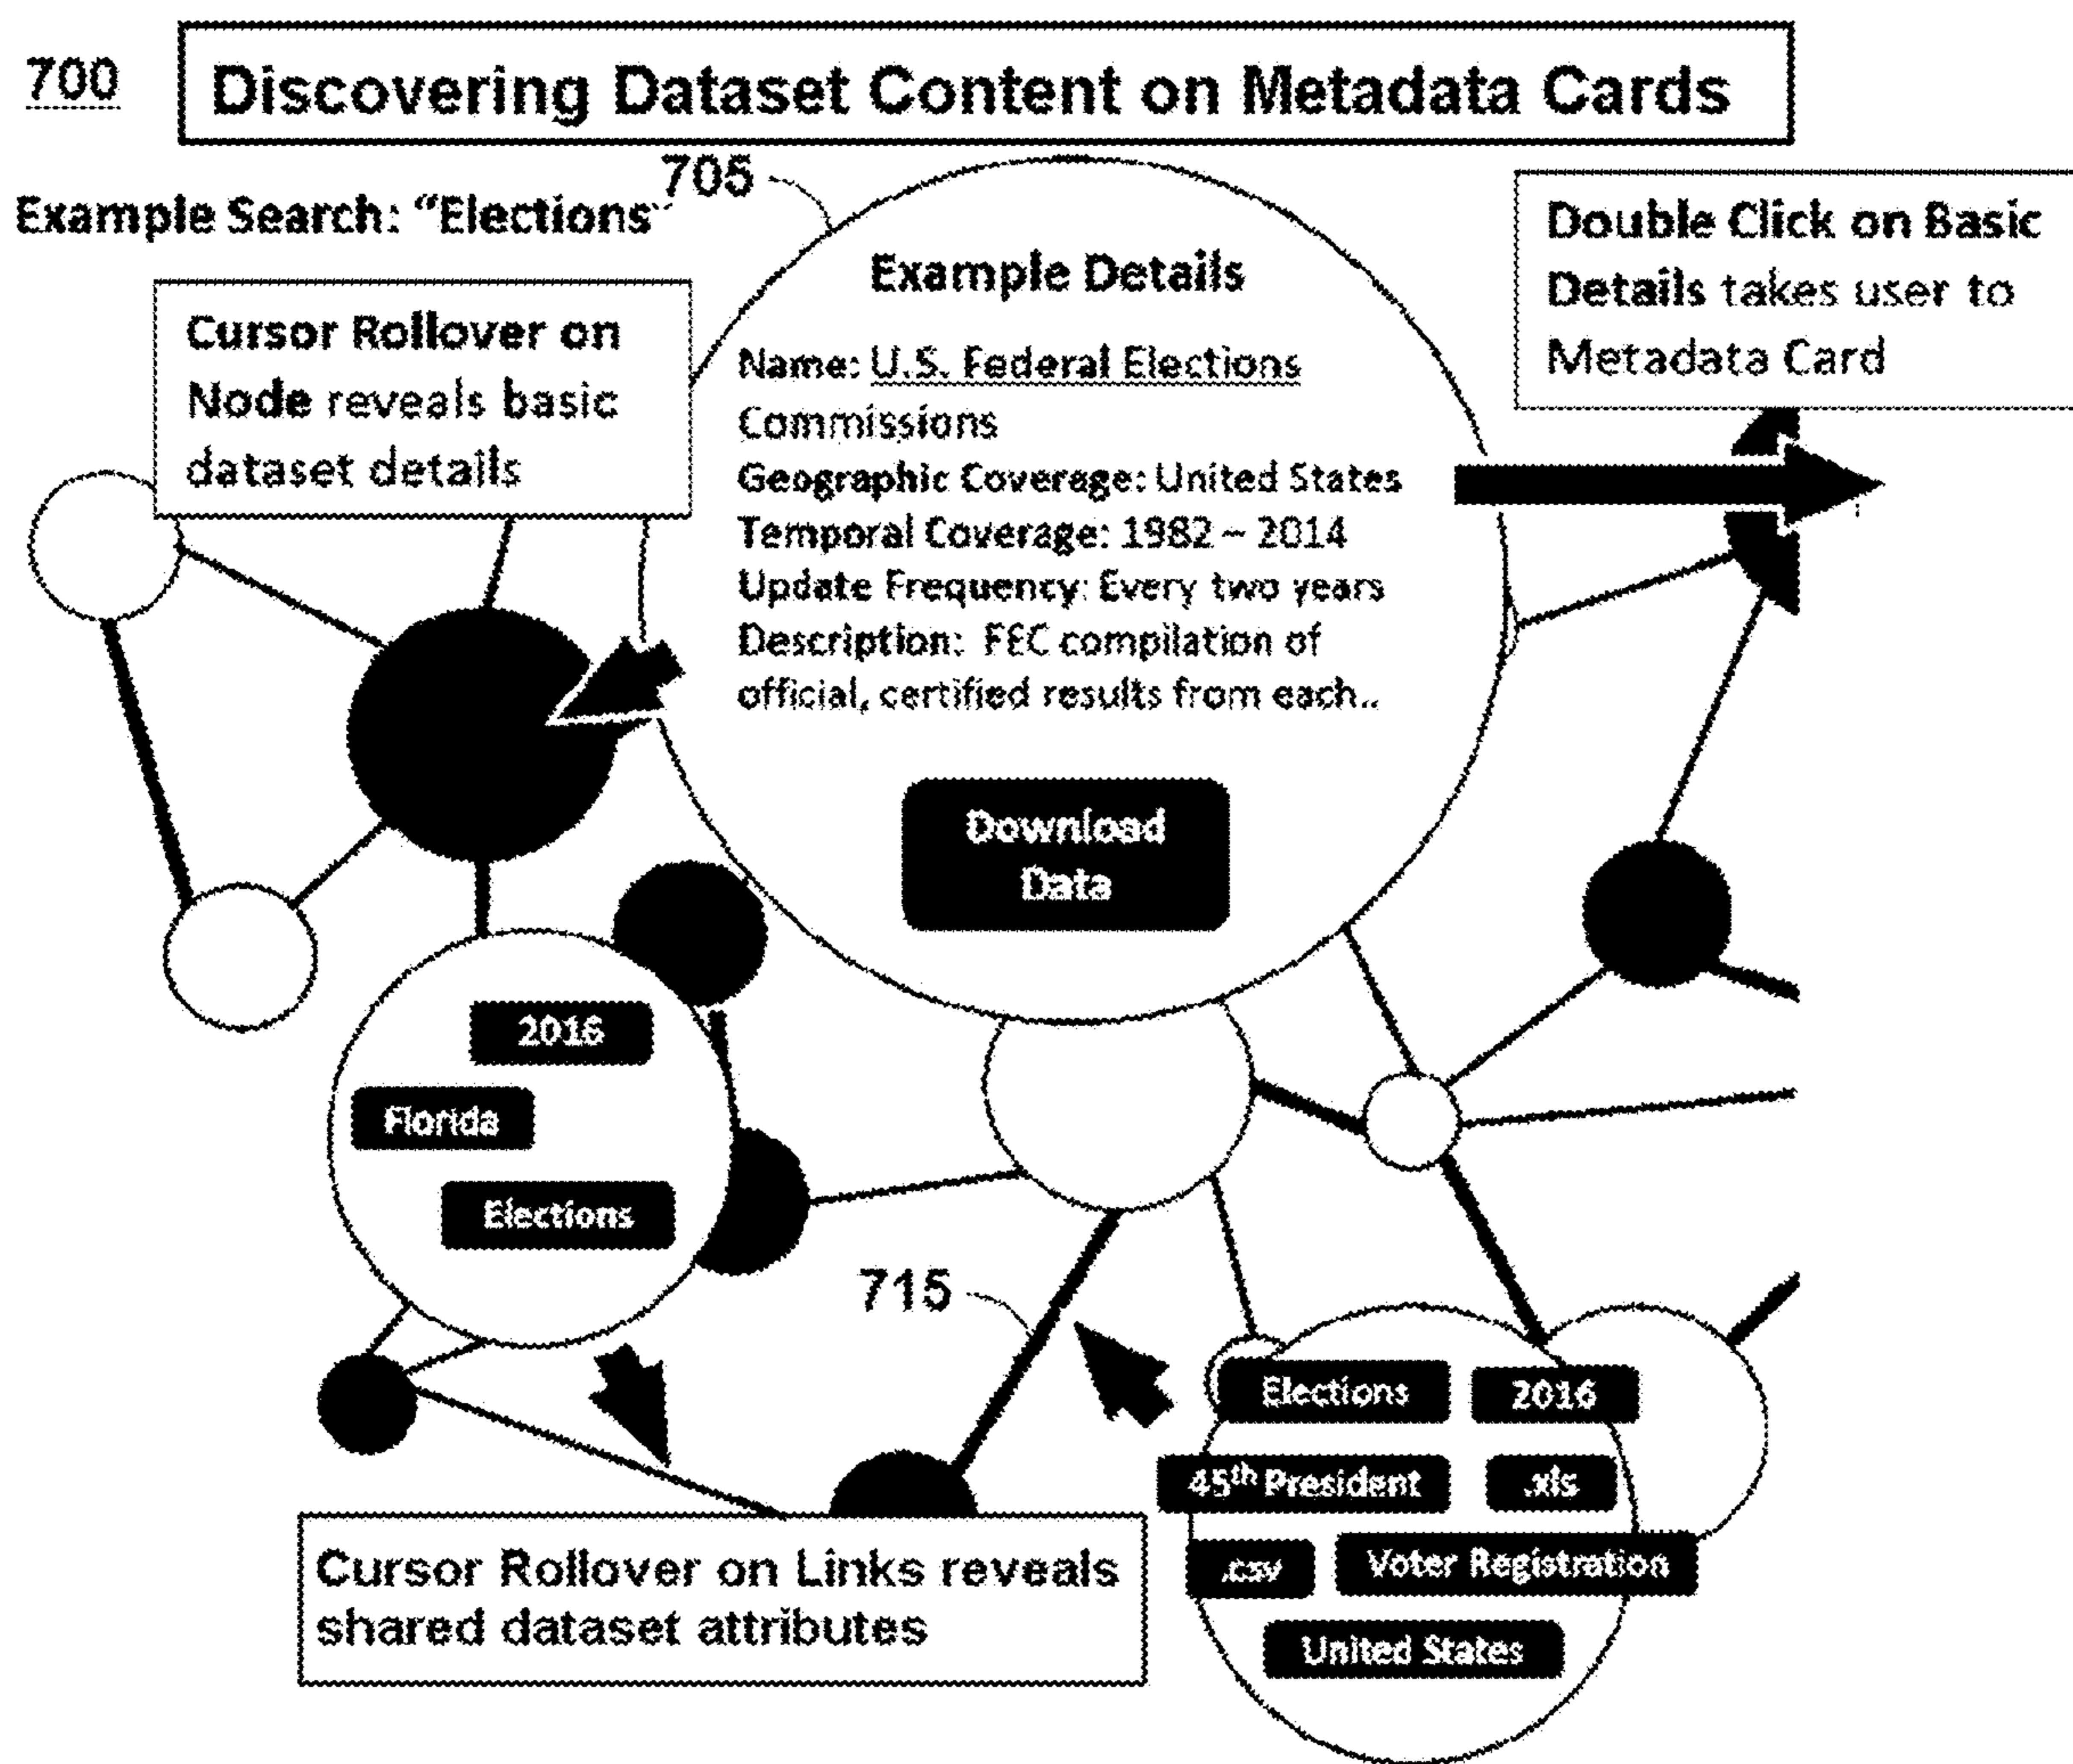 700
Discovering Dataset Content on Metadata Cards
705
Example Search: “Elections
Cursor Rollover on
Node reveals basic
dataset details
Example Details
Name: U.S. Federal Elections
Commissions
Geographic Coverage: United States
Temporal Coverage: 1982 – 2014
Update Frequency: Every two years
Description: FEC compilation of
official, certified results from each..
Download
Data
Double Click on Basic
Details takes user to
Metadata Card
2016
Florida
Elections
715
Elections
2016
45th President
.xls
.csv
Voter Registration
United States
Cursor Rollover on Links reveals
shared dataset attributes